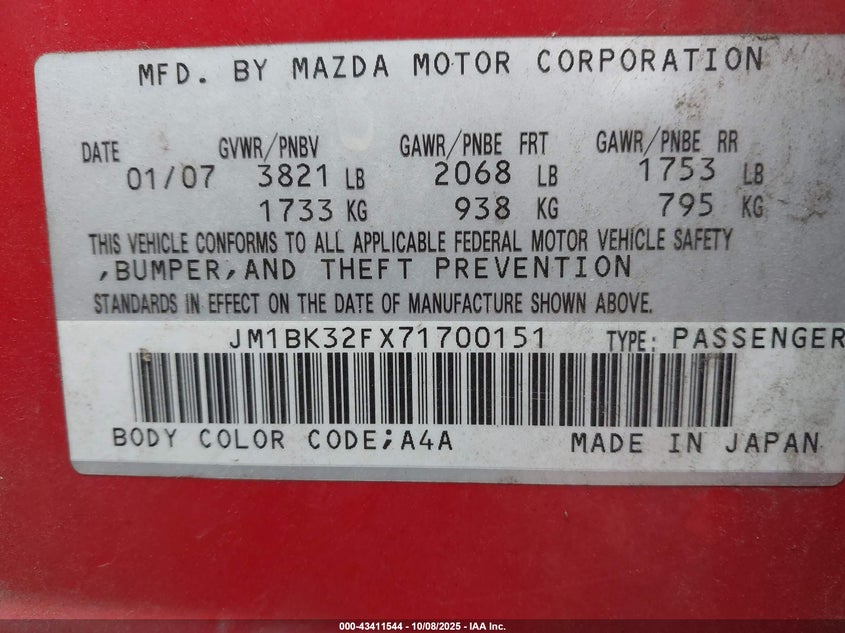 MFD. BY MAZDA MOTOR CORPORATION
DATE GVWR/PNBV GAWR/PNBE FRT GAWR/PNBE RR
01/07 3821 LB 2068 LB 1753 LB
1733 KG 938 KG 795 KG
THIS VEHICLE CONFORMS TO ALL APPLICABLE FEDERAL MOTOR VEHICLE SAFETY
,BUMPER,AND THEFT PREVENTION
STANDARDS IN EFFECT ON THE DATE OF MANUFACTURE SHOWN ABOVE.
JM1BK32FX71700151 TYPE: PASSENGER
BODY COLOR CODE;A4A MADE IN JAPAN
000-43411544 - 10/08/2025 - IAA Inc.